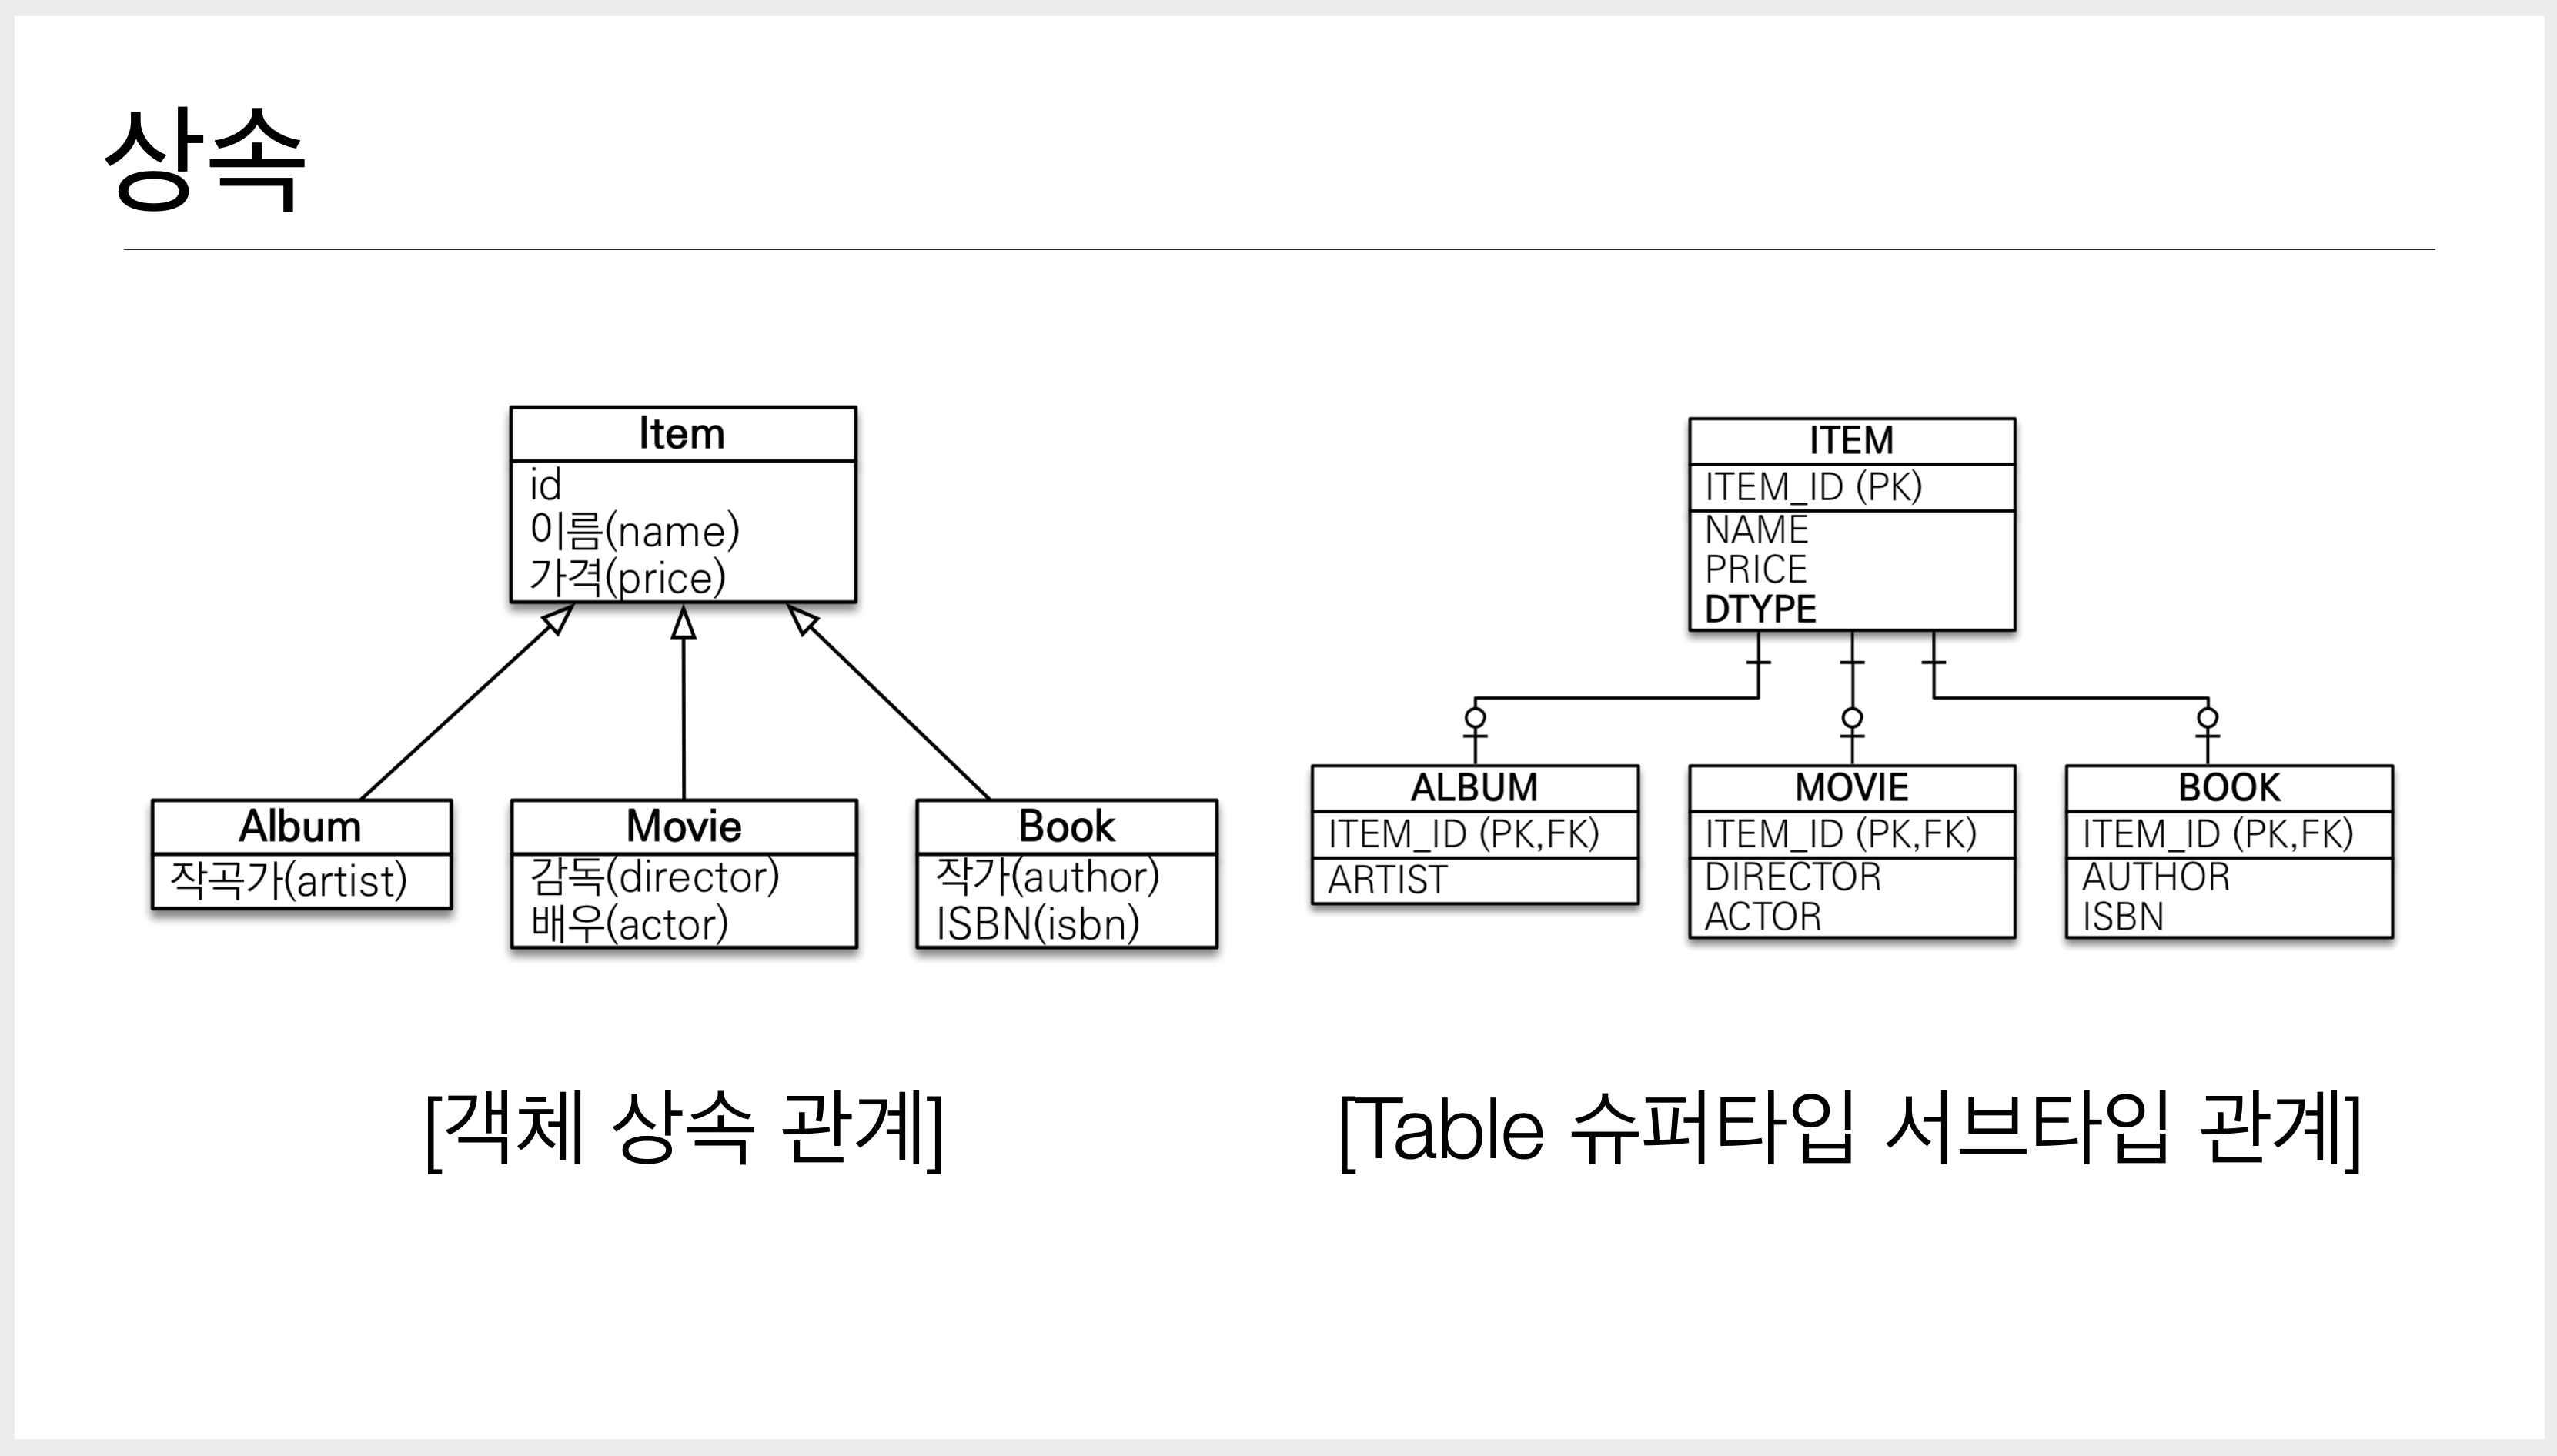 상속
Item
id
이름(name)
가격(price)
Album
작곡가(artist)
Movie
감독(director)
배우(actor)
Book
작가(author)
ISBN(isbn)
[객체 상속 관계]
ITEM
ITEM_ID (PK)
NAME
PRICE
DTYPE
ALBUM
ITEM_ID (PK,FK)
ARTIST
MOVIE
ITEM_ID (PK,FK)
DIRECTOR
ACTOR
BOOK
ITEM_ID (PK,FK)
AUTHOR
ISBN
[Table 슈퍼타입 서브타입 관계]